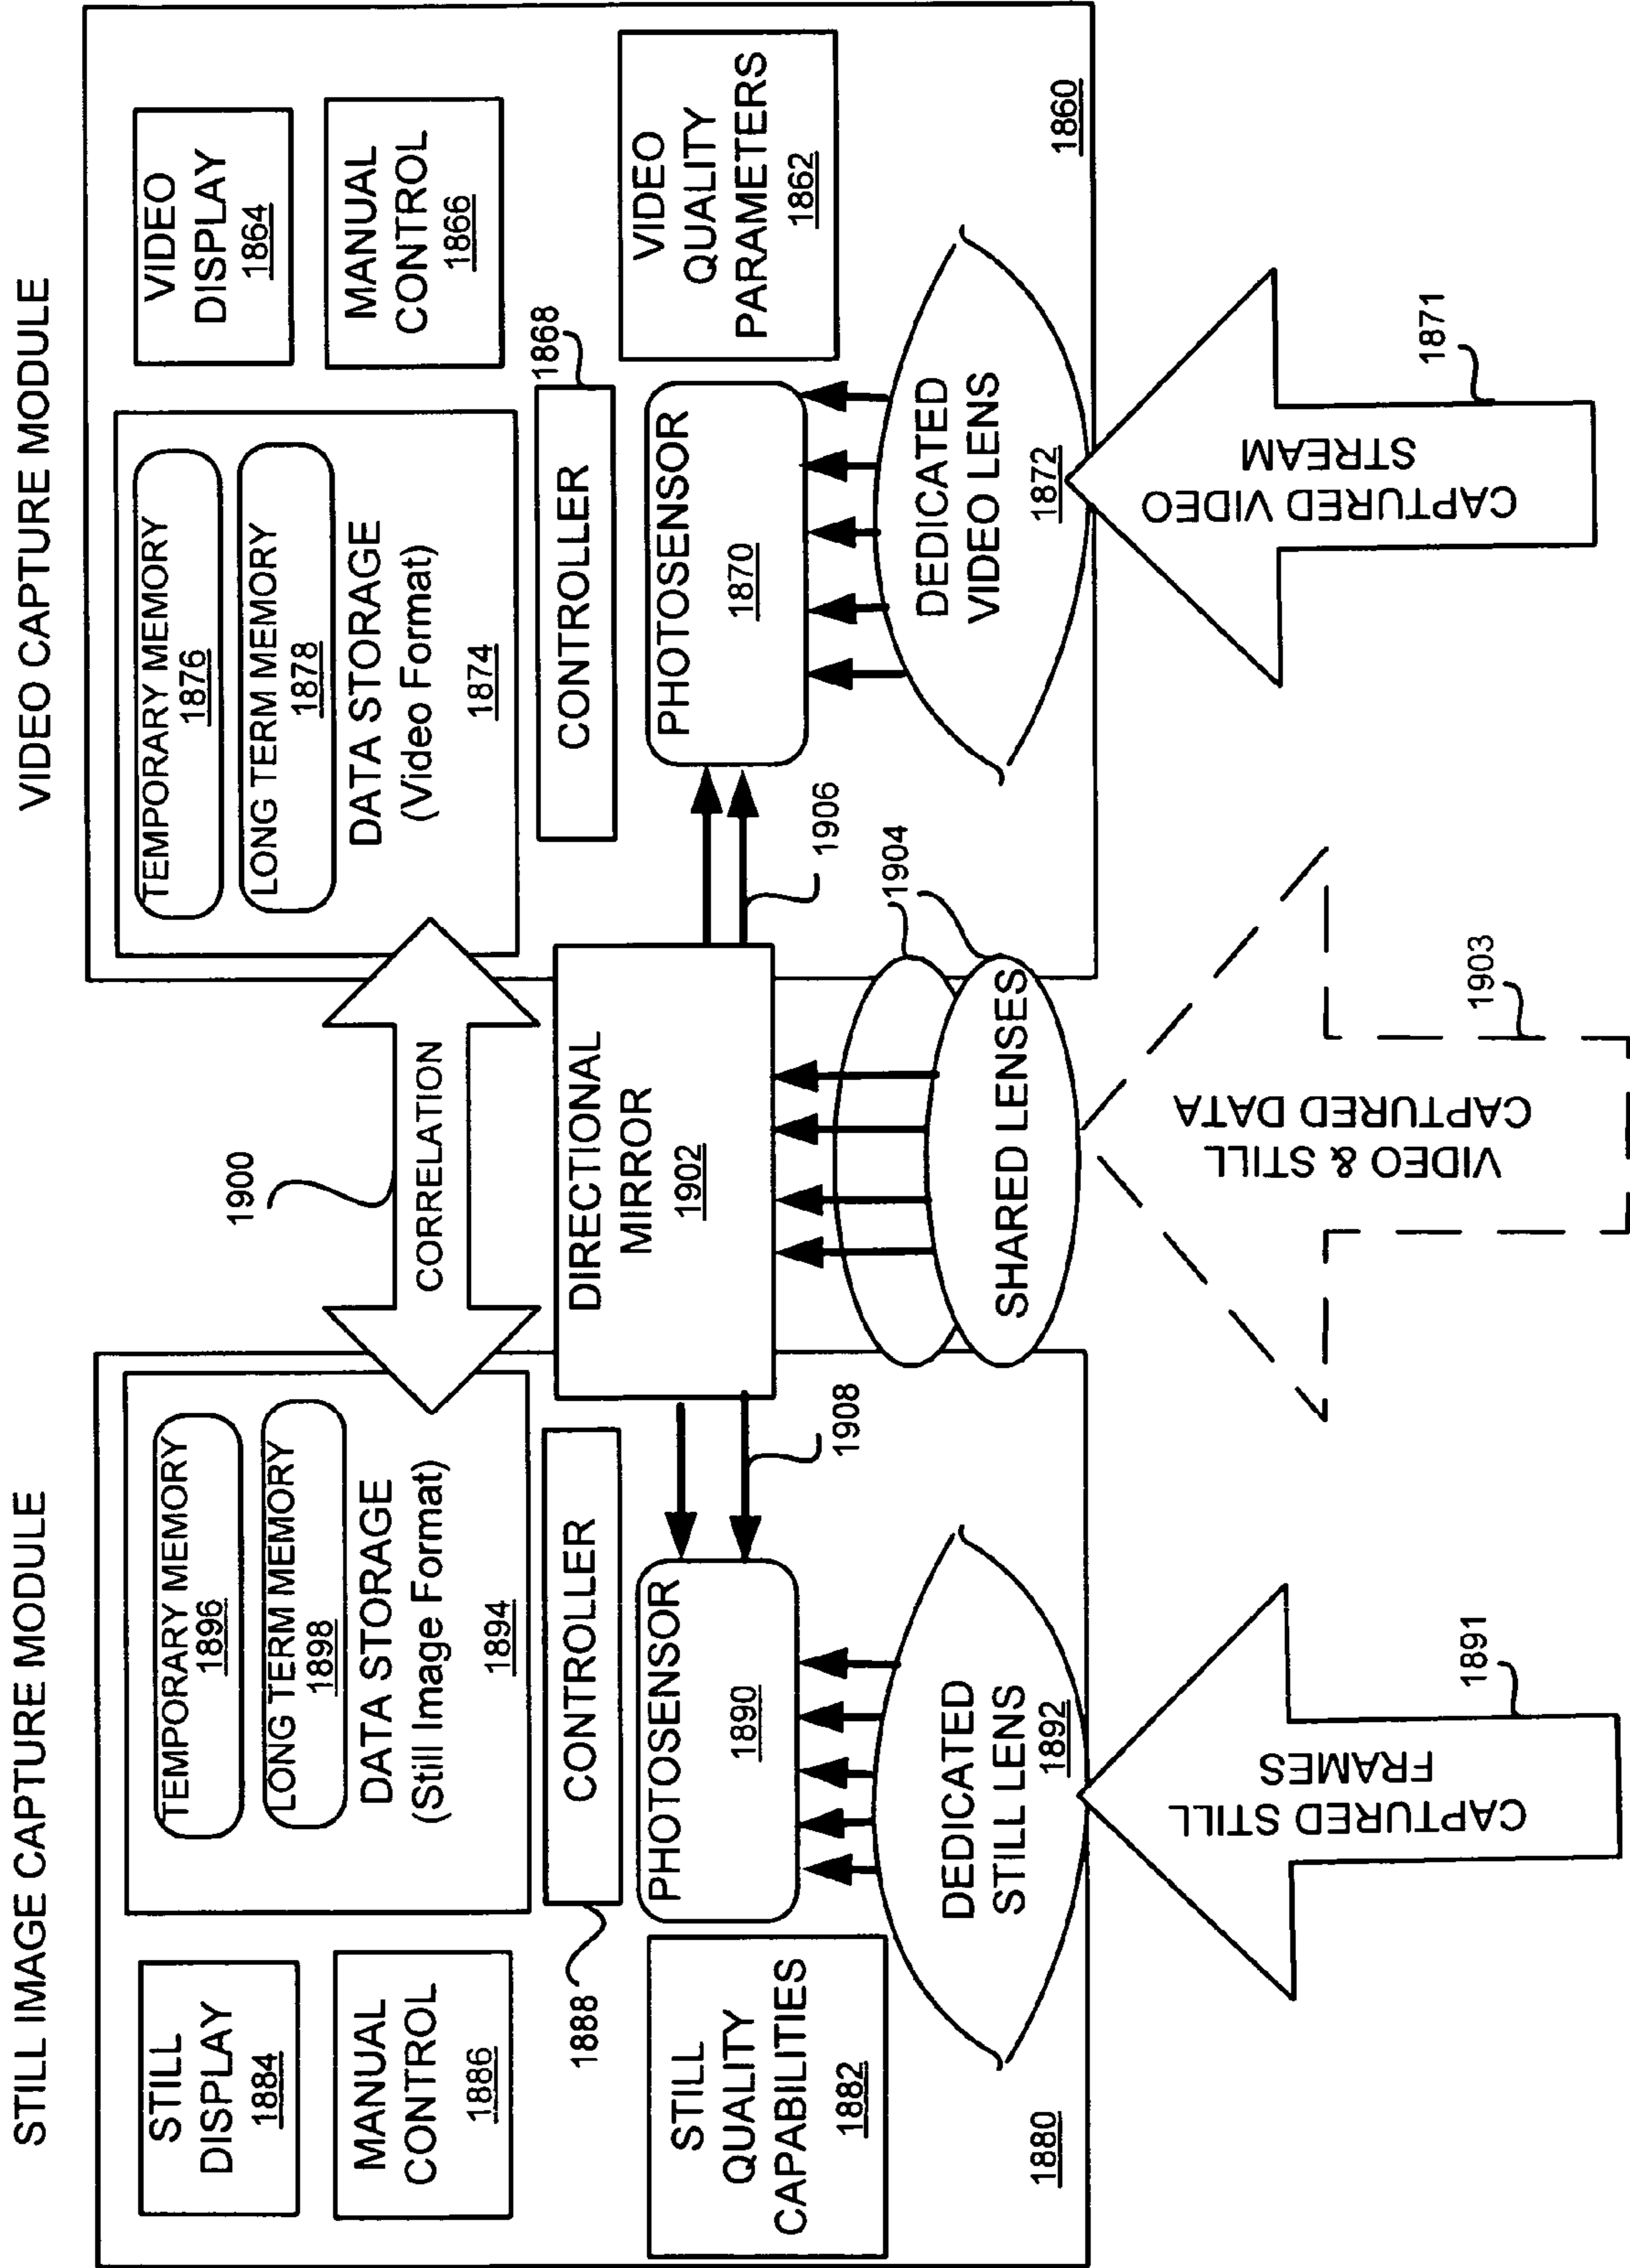 STILL IMAGE CAPTURE MODULE
STILL
DISPLAY
1884
MANUAL
CONTROL
1886
TEMPORARY MEMORY
1896
LONG TERM MEMORY
1898
DATA STORAGE
(Still Image Format)
1894
1888
CONTROLLER
STILL
QUALITY
CAPABILITIES
1882
PHOTOSENSOR
1890
DEDICATED
STILL LENS
1892
1880
CAPTURED STILL
FRAMES
1891
1900
CORRELATION
DIRECTIONAL
MIRROR
1902
1908
1906
1904
SHARED LENSES
VIDEO & STILL
CAPTURED DATA
1903
VIDEO CAPTURE MODULE
TEMPORARY MEMORY
1876
LONG TERM MEMORY
1878
DATA STORAGE
(Video Format)
1874
VIDEO
DISPLAY
1864
MANUAL
CONTROL
1866
CONTROLLER
1868
PHOTOSENSOR
1870
VIDEO
QUALITY
PARAMETERS
1862
DEDICATED
VIDEO LENS
1872
1860
CAPTURED VIDEO
STREAM
1871